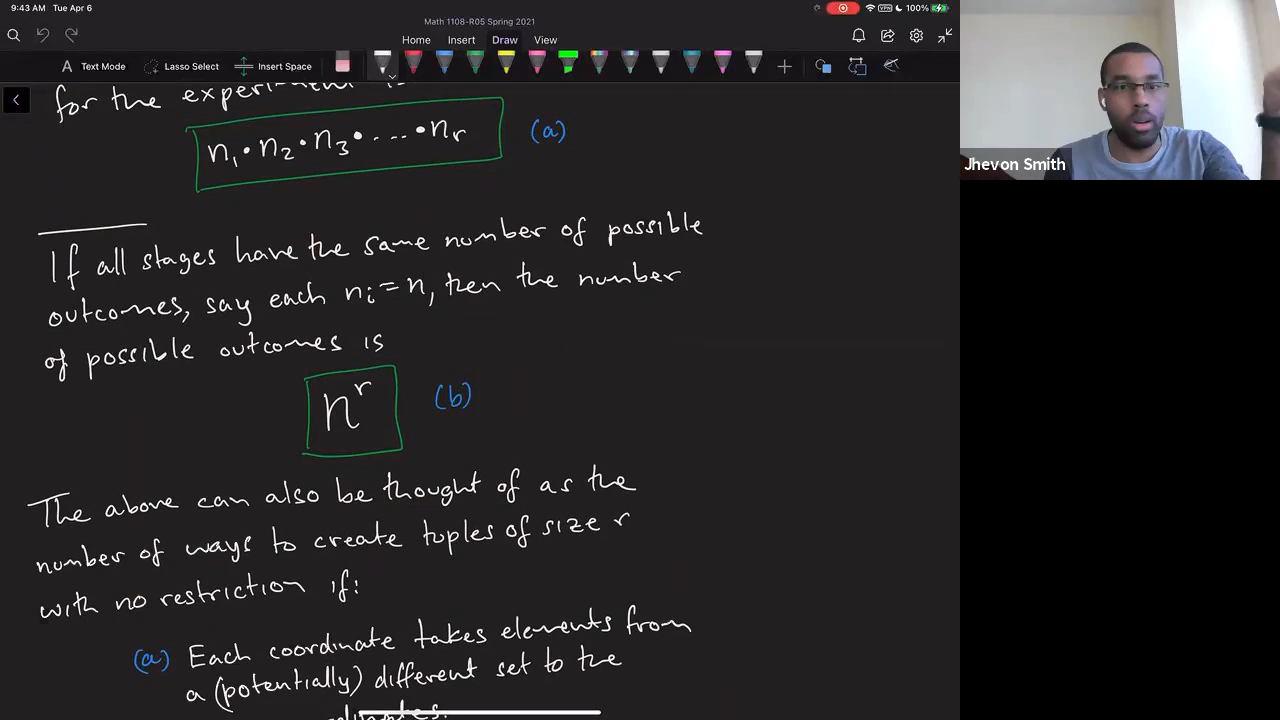 9:43 AM Tue Apr 6
VPN 100%
Math 1108-R05 Spring 2021
Home Insert Draw View
Text Mode Lasso Select Insert Space
for the experiment is
n₁•n₂•n₃•....•nᵣ (a)
If all stages have the same number of possible
outcomes, say each nᵢ=n, then the number
of possible outcomes is
nʳ (b)
The above can also be thought of as the
number of ways to create tuples of size r
with no restriction if:
(a) Each coordinate takes elements from
a (potentially) different set to the
Jhevon Smith